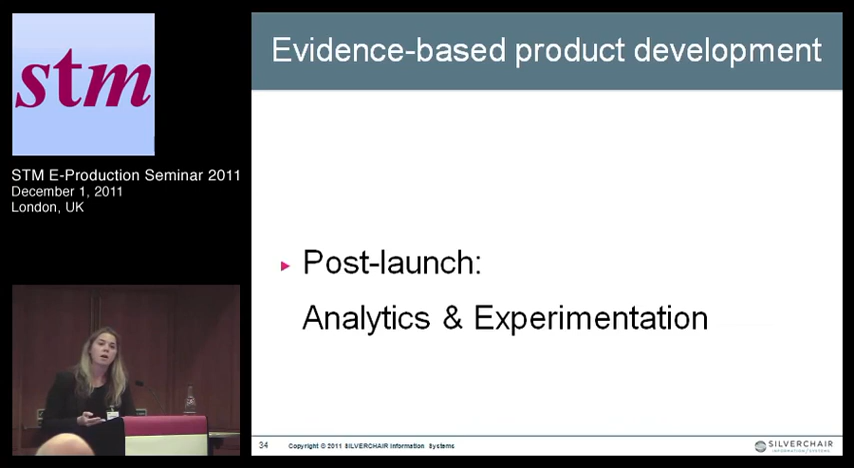 stm
STM E-Production Seminar 2011
December 1, 2011
London, UK
Evidence-based product development
Post-launch:
Analytics & Experimentation
34 Copyright © 2011 SILVERCHAIR Information Systems
SILVERCHAIR
INFORMATION/SYSTEMS